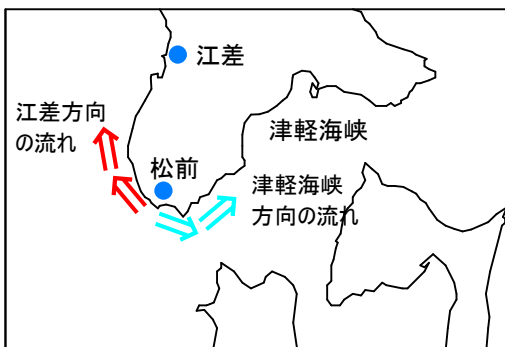 江差
江差方向
の流れ
津軽海峡
松前
津軽海峡
方向の流れ